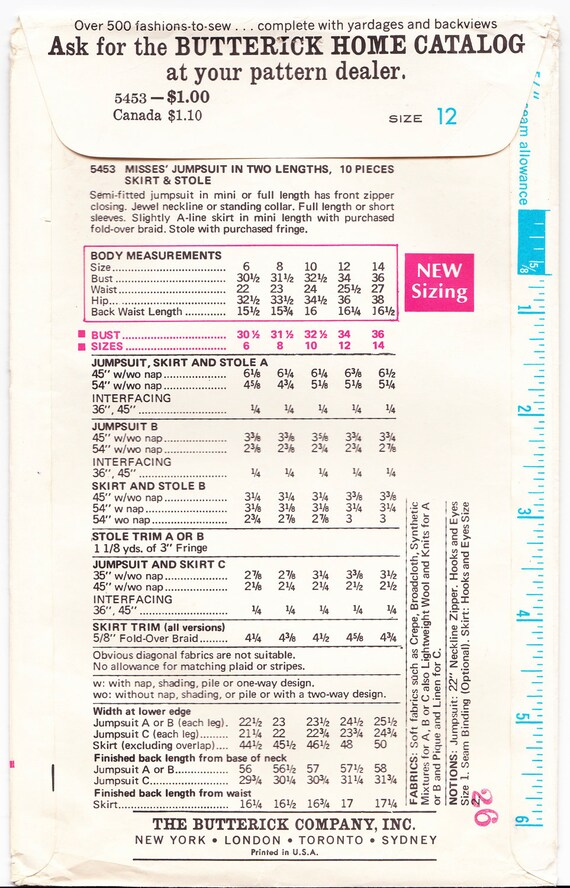 Over 500 fashions-to-sew . . . complete with yardages and backviews
Ask for the BUTTERICK HOME CATALOG
at your pattern dealer.
5453 — $1.00
Canada $1.10
SIZE 12
5453 MISSES' JUMPSUIT IN TWO LENGTHS, 10 PIECES
SKIRT & STOLE
Semi-fitted jumpsuit in mini or full length has front zipper
closing. Jewel neckline or standing collar. Full length or short
sleeves. Slightly A-line skirt in mini length with purchased
fold-over braid. Stole with purchased fringe.
BODY MEASUREMENTS
Size 6 8 10 12 14
Bust 30½ 31½ 32½ 34 36
Waist 22 23 24 25½ 27
Hip 32½ 33½ 34½ 36 38
Back Waist Length 15½ 15¾ 16 16¼ 16½
NEW
Sizing
BUST 30½ 31½ 32½ 34 36
SIZES 6 8 10 12 14
JUMPSUIT, SKIRT AND STOLE A
45" w/wo nap 6⅛ 6¼ 6¼ 6⅜ 6½
54" w/wo nap 4⅝ 4¾ 5⅛ 5⅛ 5¼
INTERFACING
36", 45" ¼ ¼ ¼ ¼ ¼
JUMPSUIT B
45" w/wo nap 3⅜ 3⅜ 3⅝ 3¾ 3¾
54" w/wo nap 2⅜ 2⅜ 2¾ 2¾ 2⅞
INTERFACING
36", 45" ¼ ¼ ¼ ¼ ¼
SKIRT AND STOLE B
45" w/wo nap 3¼ 3¼ 3¼ 3⅜ 3⅜
54" w nap 3⅛ 3⅛ 3⅛ 3¼ 3¼
54" wo nap 2¾ 2⅞ 2⅞ 3 3
STOLE TRIM A OR B
1 1/8 yds. of 3" Fringe
JUMPSUIT AND SKIRT C
35" w/wo nap 2⅞ 2⅞ 3¼ 3⅜ 3½
45" w/wo nap 2⅛ 2¼ 2¼ 2½ 2½
INTERFACING
36", 45" ¼ ¼ ¼ ¼ ¼
SKIRT TRIM (all versions)
5/8" Fold-Over Braid 4¼ 4⅜ 4½ 4⅝ 4¾
Obvious diagonal fabrics are not suitable.
No allowance for matching plaid or stripes.
w: with nap, shading, pile or one-way design.
wo: without nap, shading, or pile or with a two-way design.
Width at lower edge
Jumpsuit A or B (each leg). 22½ 23 23½ 24½ 25½
Jumpsuit C (each leg) 21¼ 22 22¾ 23¾ 24¾
Skirt (excluding overlap) 44½ 45½ 46½ 48 50
Finished back length from base of neck
Jumpsuit A or B 56 56½ 57 57½ 58
Jumpsuit C 29¾ 30¼ 30¾ 31¼ 31¾
Finished back length from waist
Skirt 16¼ 16½ 16¾ 17 17¼
FABRICS: Soft fabrics such as Crepe, Broadcloth, Synthetic
Mixtures for A, B or C also Lightweight Wool and Knits for A
or B and Pique and Linen for C.
NOTIONS: Jumpsuit: 22" Neckline Zipper, Hooks and Eyes
Size 1. Seam Binding (Optional). Skirt: Hooks and Eyes Size
26
THE BUTTERICK COMPANY, INC.
NEW YORK • LONDON • TORONTO • SYDNEY
Printed in U.S.A.
seam allowance
5/8
1
2
3
4
5
6